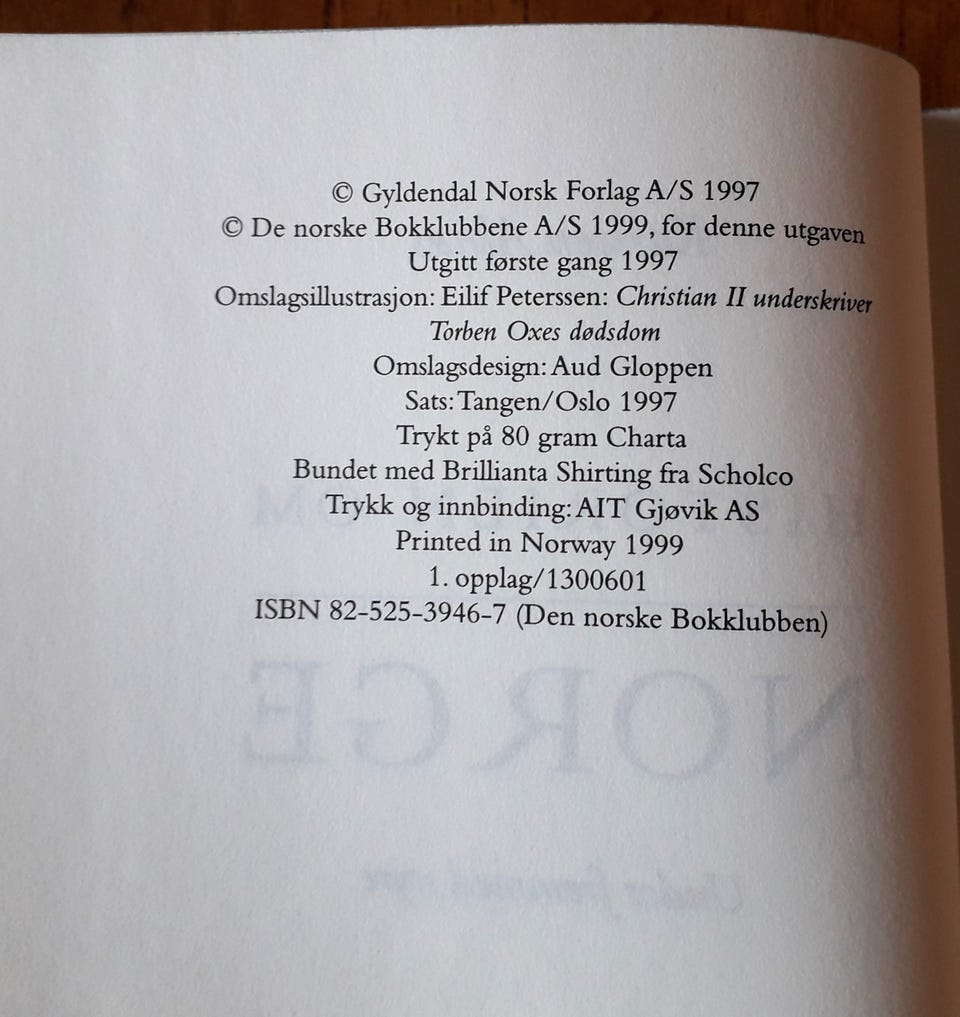 © Gyldendal Norsk Forlag A/S 1997
© De norske Bokklubbene A/S 1999, for denne utgaven
Utgitt første gang 1997
Omslagsillustrasjon: Eilif Peterssen: Christian II underskriver
Torben Oxes dødsdom
Omslagsdesign: Aud Gloppen
Sats: Tangen/Oslo 1997
Trykt på 80 gram Charta
Bundet med Brillianta Shirting fra Scholco
Trykk og innbinding: AIT Gjøvik AS
Printed in Norway 1999
1. opplag/1300601
ISBN 82-525-3946-7 (Den norske Bokklubben)
NORGE